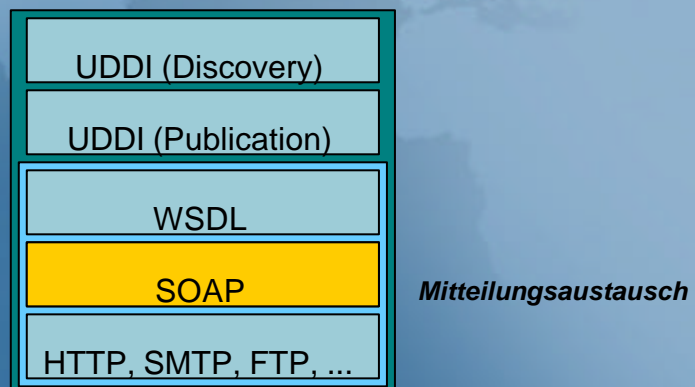 UDDI (Discovery)
UDDI (Publication)
WSDL
SOAP
Mitteilungsaustausch
HTTP, SMTP, FTP, ...